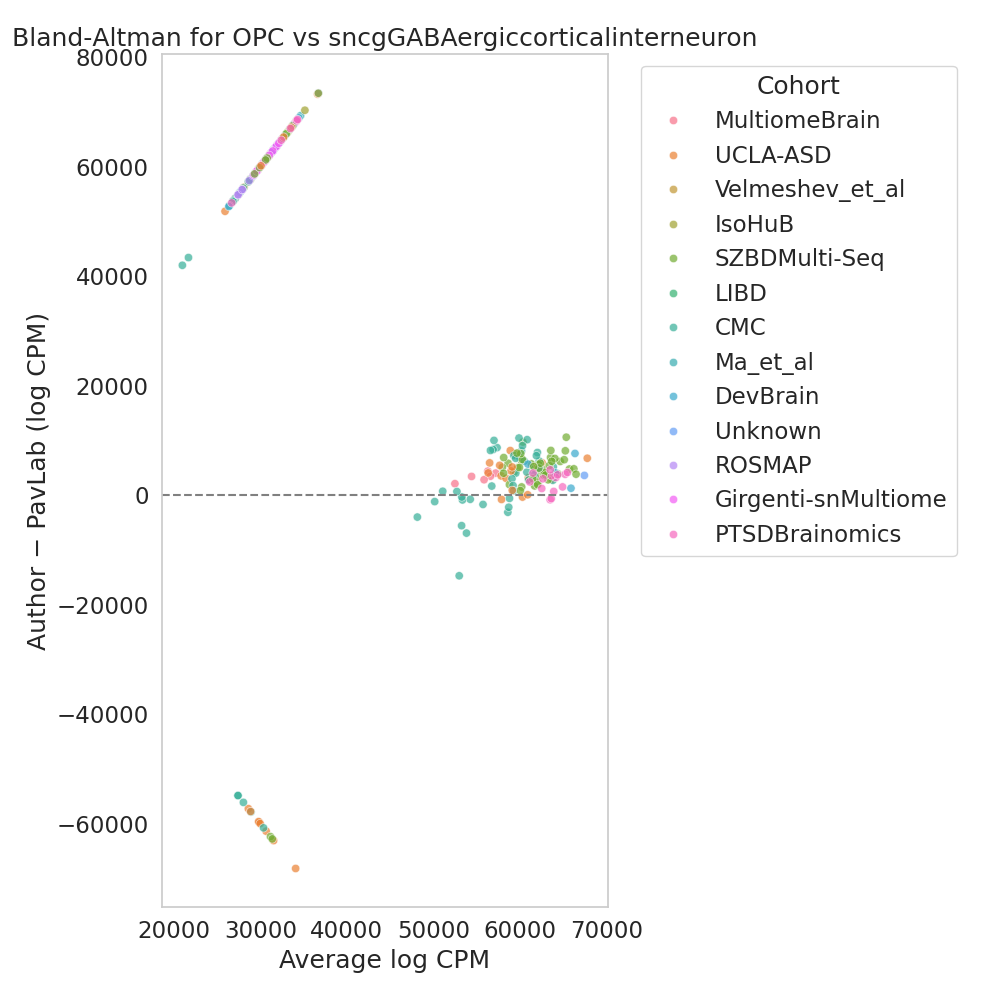 Bland-Altman for OPC vs sncgGABAergiccorticalinterneuron
80000
60000
40000
20000
0
−20000
−40000
−60000
Author − PavLab (log CPM)
20000 30000 40000 50000 60000 70000
Average log CPM
Cohort
MultiomeBrain
UCLA-ASD
Velmeshev_et_al
IsoHuB
SZBDMulti-Seq
LIBD
CMC
Ma_et_al
DevBrain
Unknown
ROSMAP
Girgenti-snMultiome
PTSDBrainomics